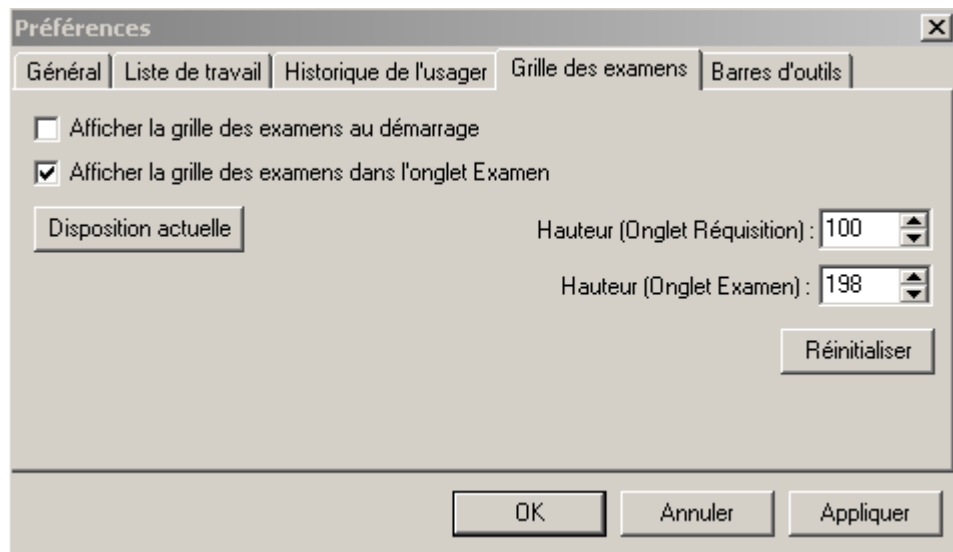 Préférences
Général Liste de travail Historique de l'usager Grille des examens Barres d'outils
Afficher la grille des examens au démarrage
Afficher la grille des examens dans l'onglet Examen
Disposition actuelle Hauteur (Onglet Réquisition) : 100
Hauteur (Onglet Examen) : 198
Réinitialiser
OK Annuler Appliquer